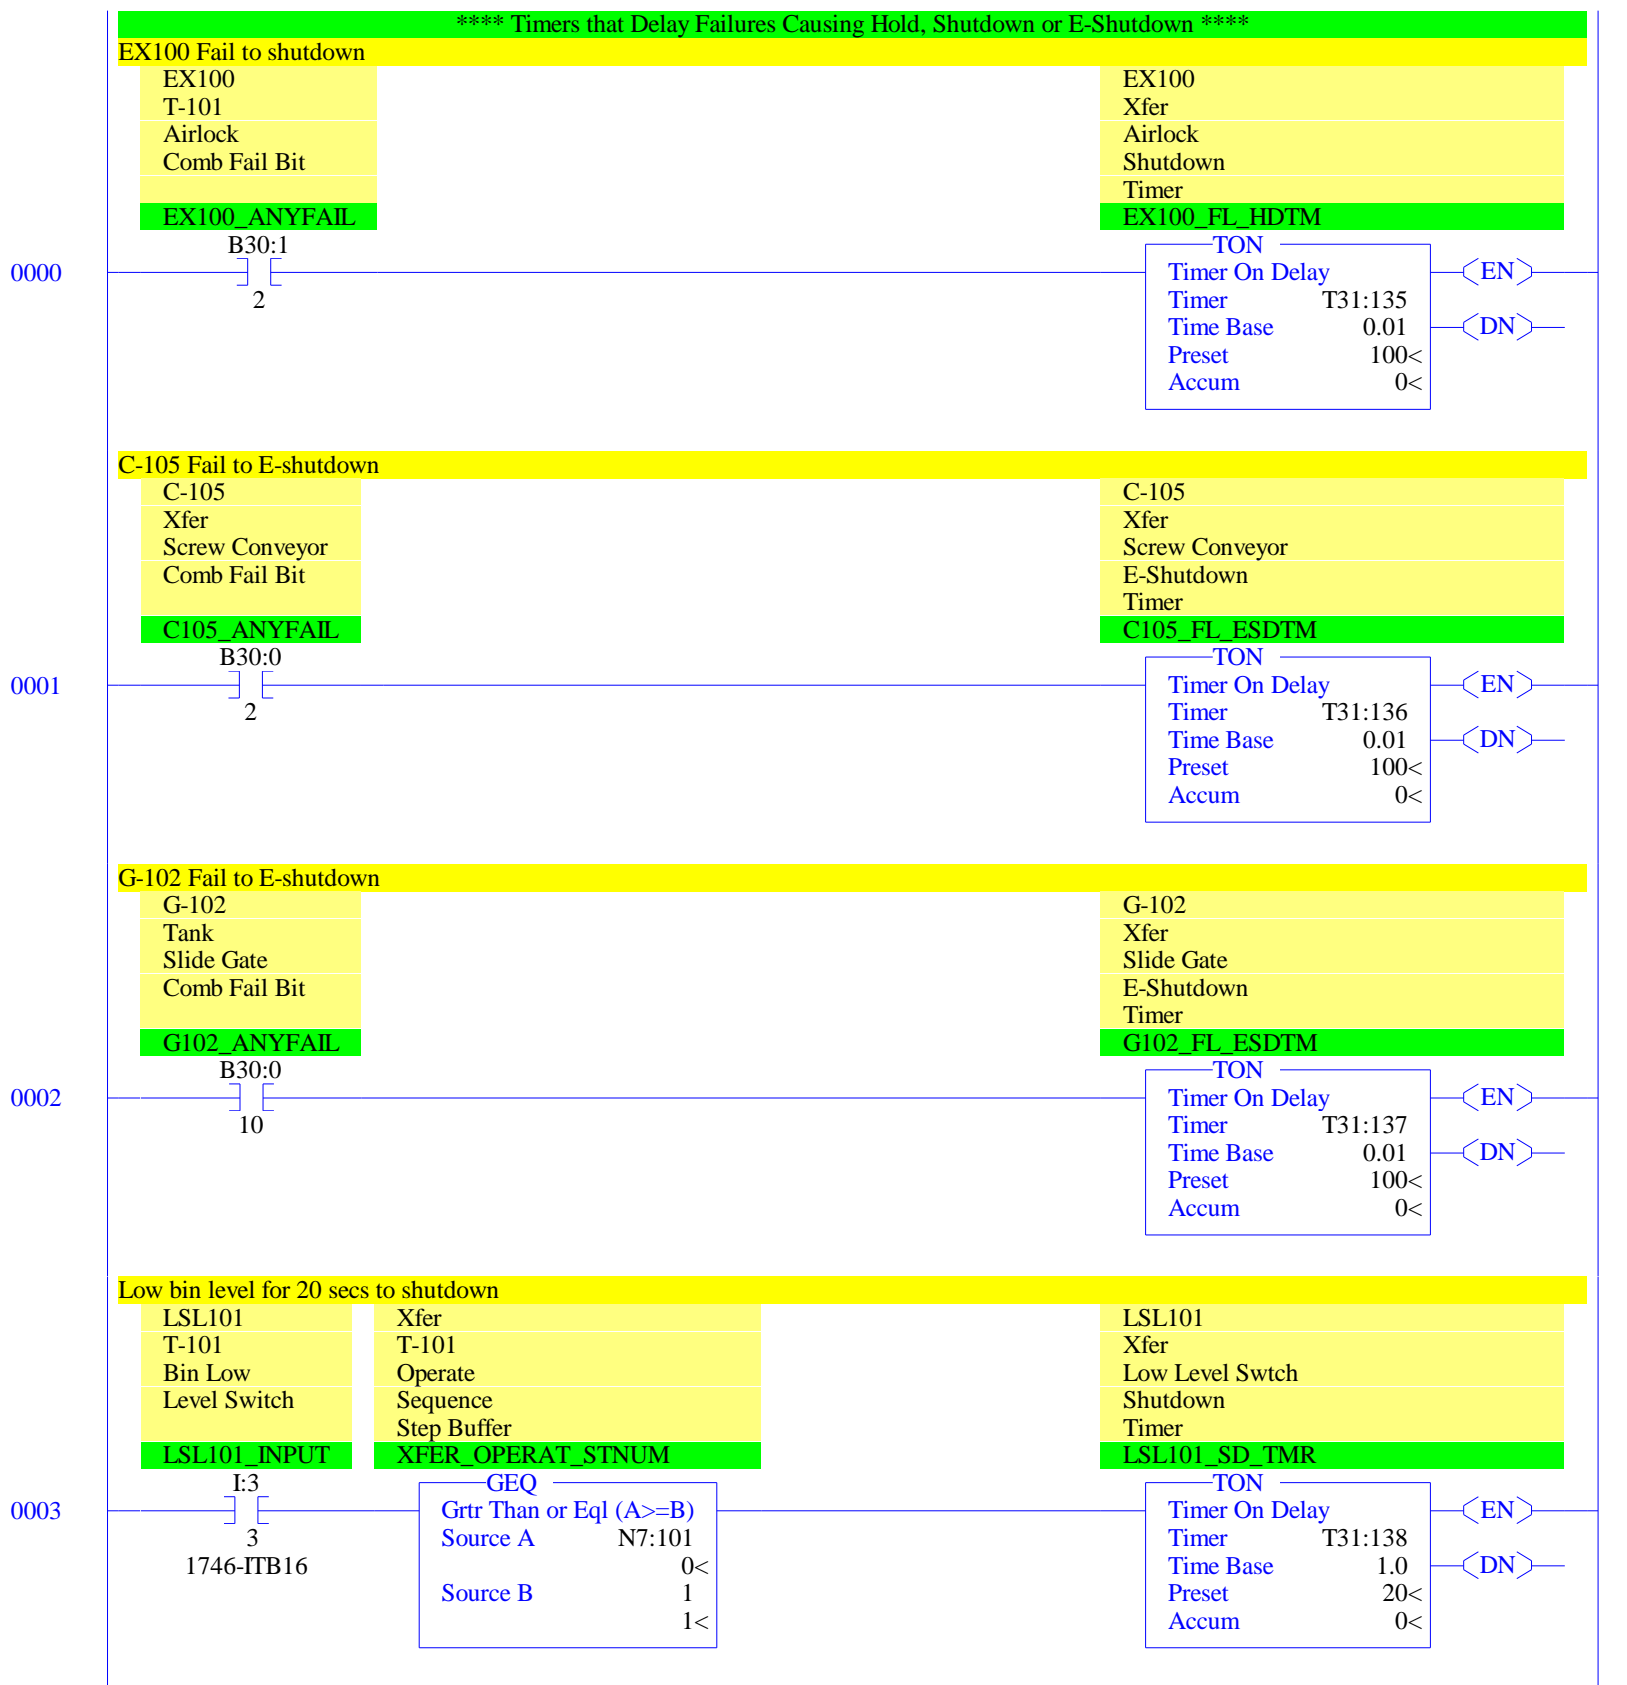 **** Timers that Delay Failures Causing Hold, Shutdown or E-Shutdown ****
EX100 Fail to shutdown
EX100
T-101
Airlock
Comb Fail Bit
EX100_ANYFAIL
B30:1
2
EX100
Xfer
Airlock
Shutdown
Timer
EX100_FL_HDTM
TON
Timer On Delay
Timer T31:135
Time Base 0.01
Preset 100<
Accum 0<
EN
DN
0000
C-105 Fail to E-shutdown
C-105
Xfer
Screw Conveyor
Comb Fail Bit
C105_ANYFAIL
B30:0
2
C-105
Xfer
Screw Conveyor
E-Shutdown
Timer
C105_FL_ESDTM
TON
Timer On Delay
Timer T31:136
Time Base 0.01
Preset 100<
Accum 0<
EN
DN
0001
G-102 Fail to E-shutdown
G-102
Tank
Slide Gate
Comb Fail Bit
G102_ANYFAIL
B30:0
10
G-102
Xfer
Slide Gate
E-Shutdown
Timer
G102_FL_ESDTM
TON
Timer On Delay
Timer T31:137
Time Base 0.01
Preset 100<
Accum 0<
EN
DN
0002
Low bin level for 20 secs to shutdown
LSL101
T-101
Bin Low
Level Switch
LSL101_INPUT
I:3
3
1746-ITB16
Xfer
T-101
Operate
Sequence
Step Buffer
XFER_OPERAT_STNUM
GEQ
Grtr Than or Eql (A>=B)
Source A N7:101
0<
Source B 1
1<
LSL101
Xfer
Low Level Swtch
Shutdown
Timer
LSL101_SD_TMR
TON
Timer On Delay
Timer T31:138
Time Base 1.0
Preset 20<
Accum 0<
EN
DN
0003